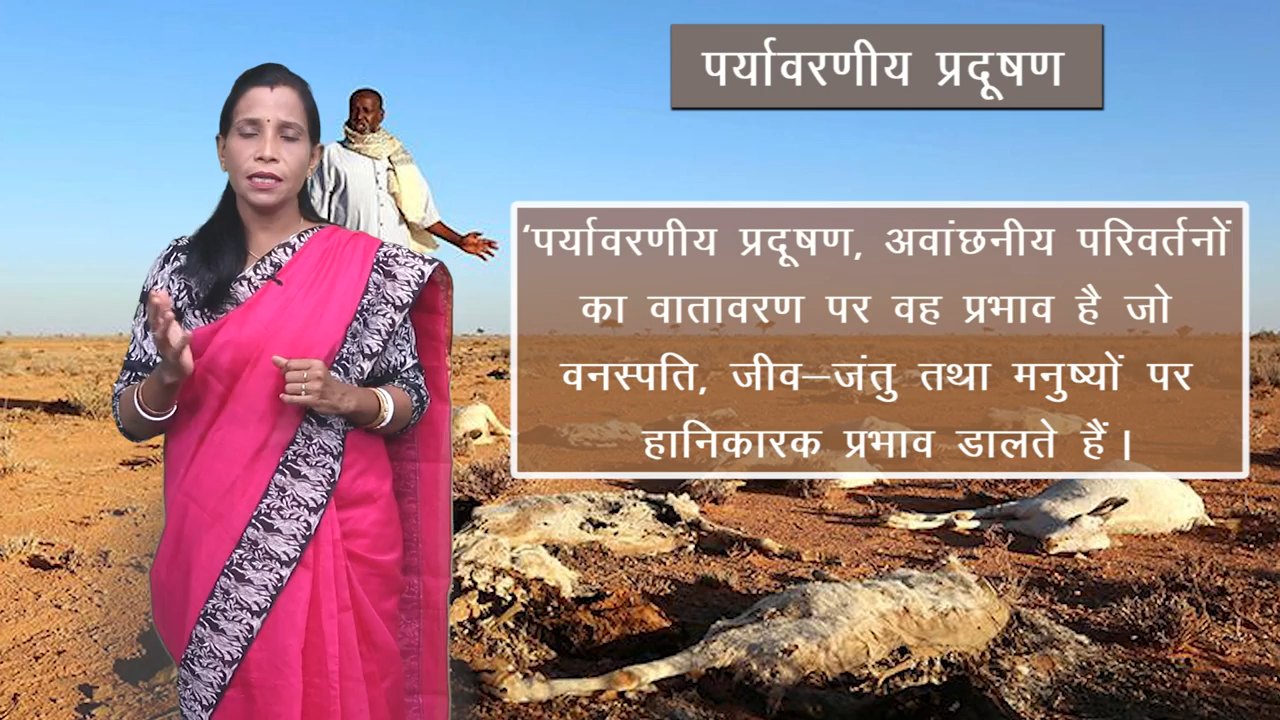 पर्यावरणीय प्रदूषण
‘पर्यावरणीय प्रदूषण, अवांछनीय परिवर्तनों
का वातावरण पर वह प्रभाव है जो
वनस्पति, जीव–जंतु तथा मनुष्यों पर
हानिकारक प्रभाव डालते हैं।